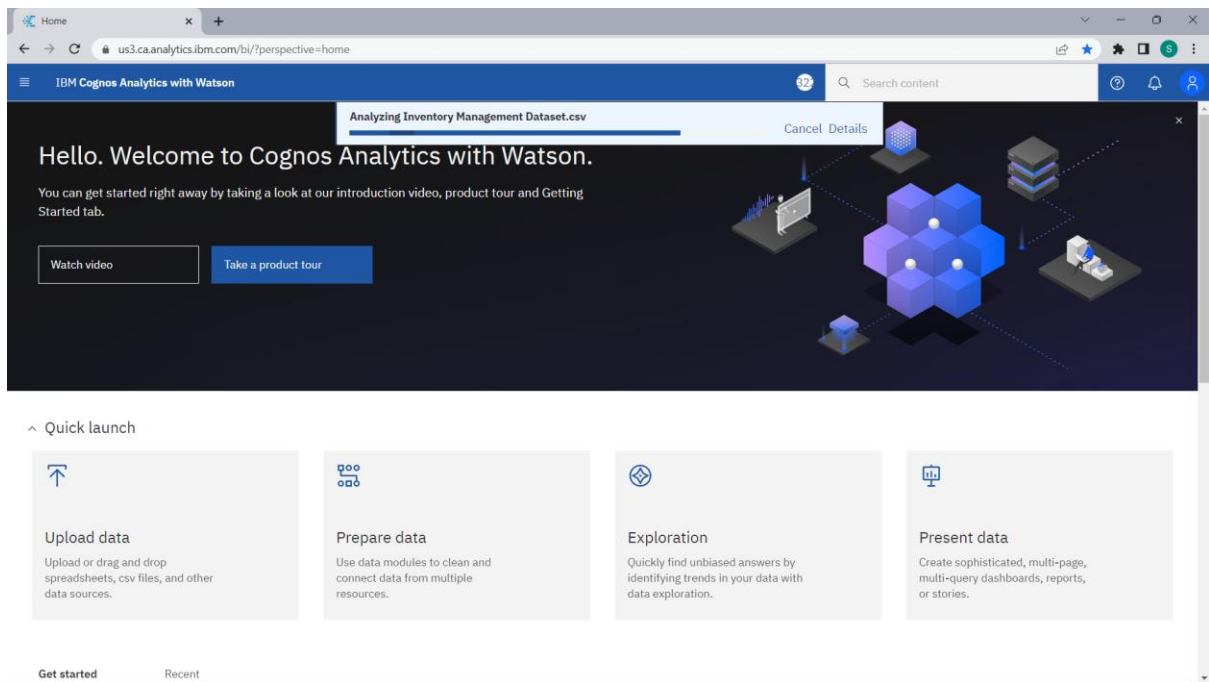 Home
us3.ca.analytics.ibm.com/bi/?perspective=home
S
IBM Cognos Analytics with Watson
Search content
Analyzing Inventory Management Dataset.csv
Cancel Details
Hello. Welcome to Cognos Analytics with Watson.
You can get started right away by taking a look at our introduction video, product tour and Getting
Started tab.
Watch video
Take a product tour
Quick launch
Upload data
Upload or drag and drop
spreadsheets, csv files, and other
data sources.
Prepare data
Use data modules to clean and
connect data from multiple
resources.
Exploration
Quickly find unbiased answers by
identifying trends in your data with
data exploration.
Present data
Create sophisticated, multi-page,
multi-query dashboards, reports,
or stories.
Get started
Recent